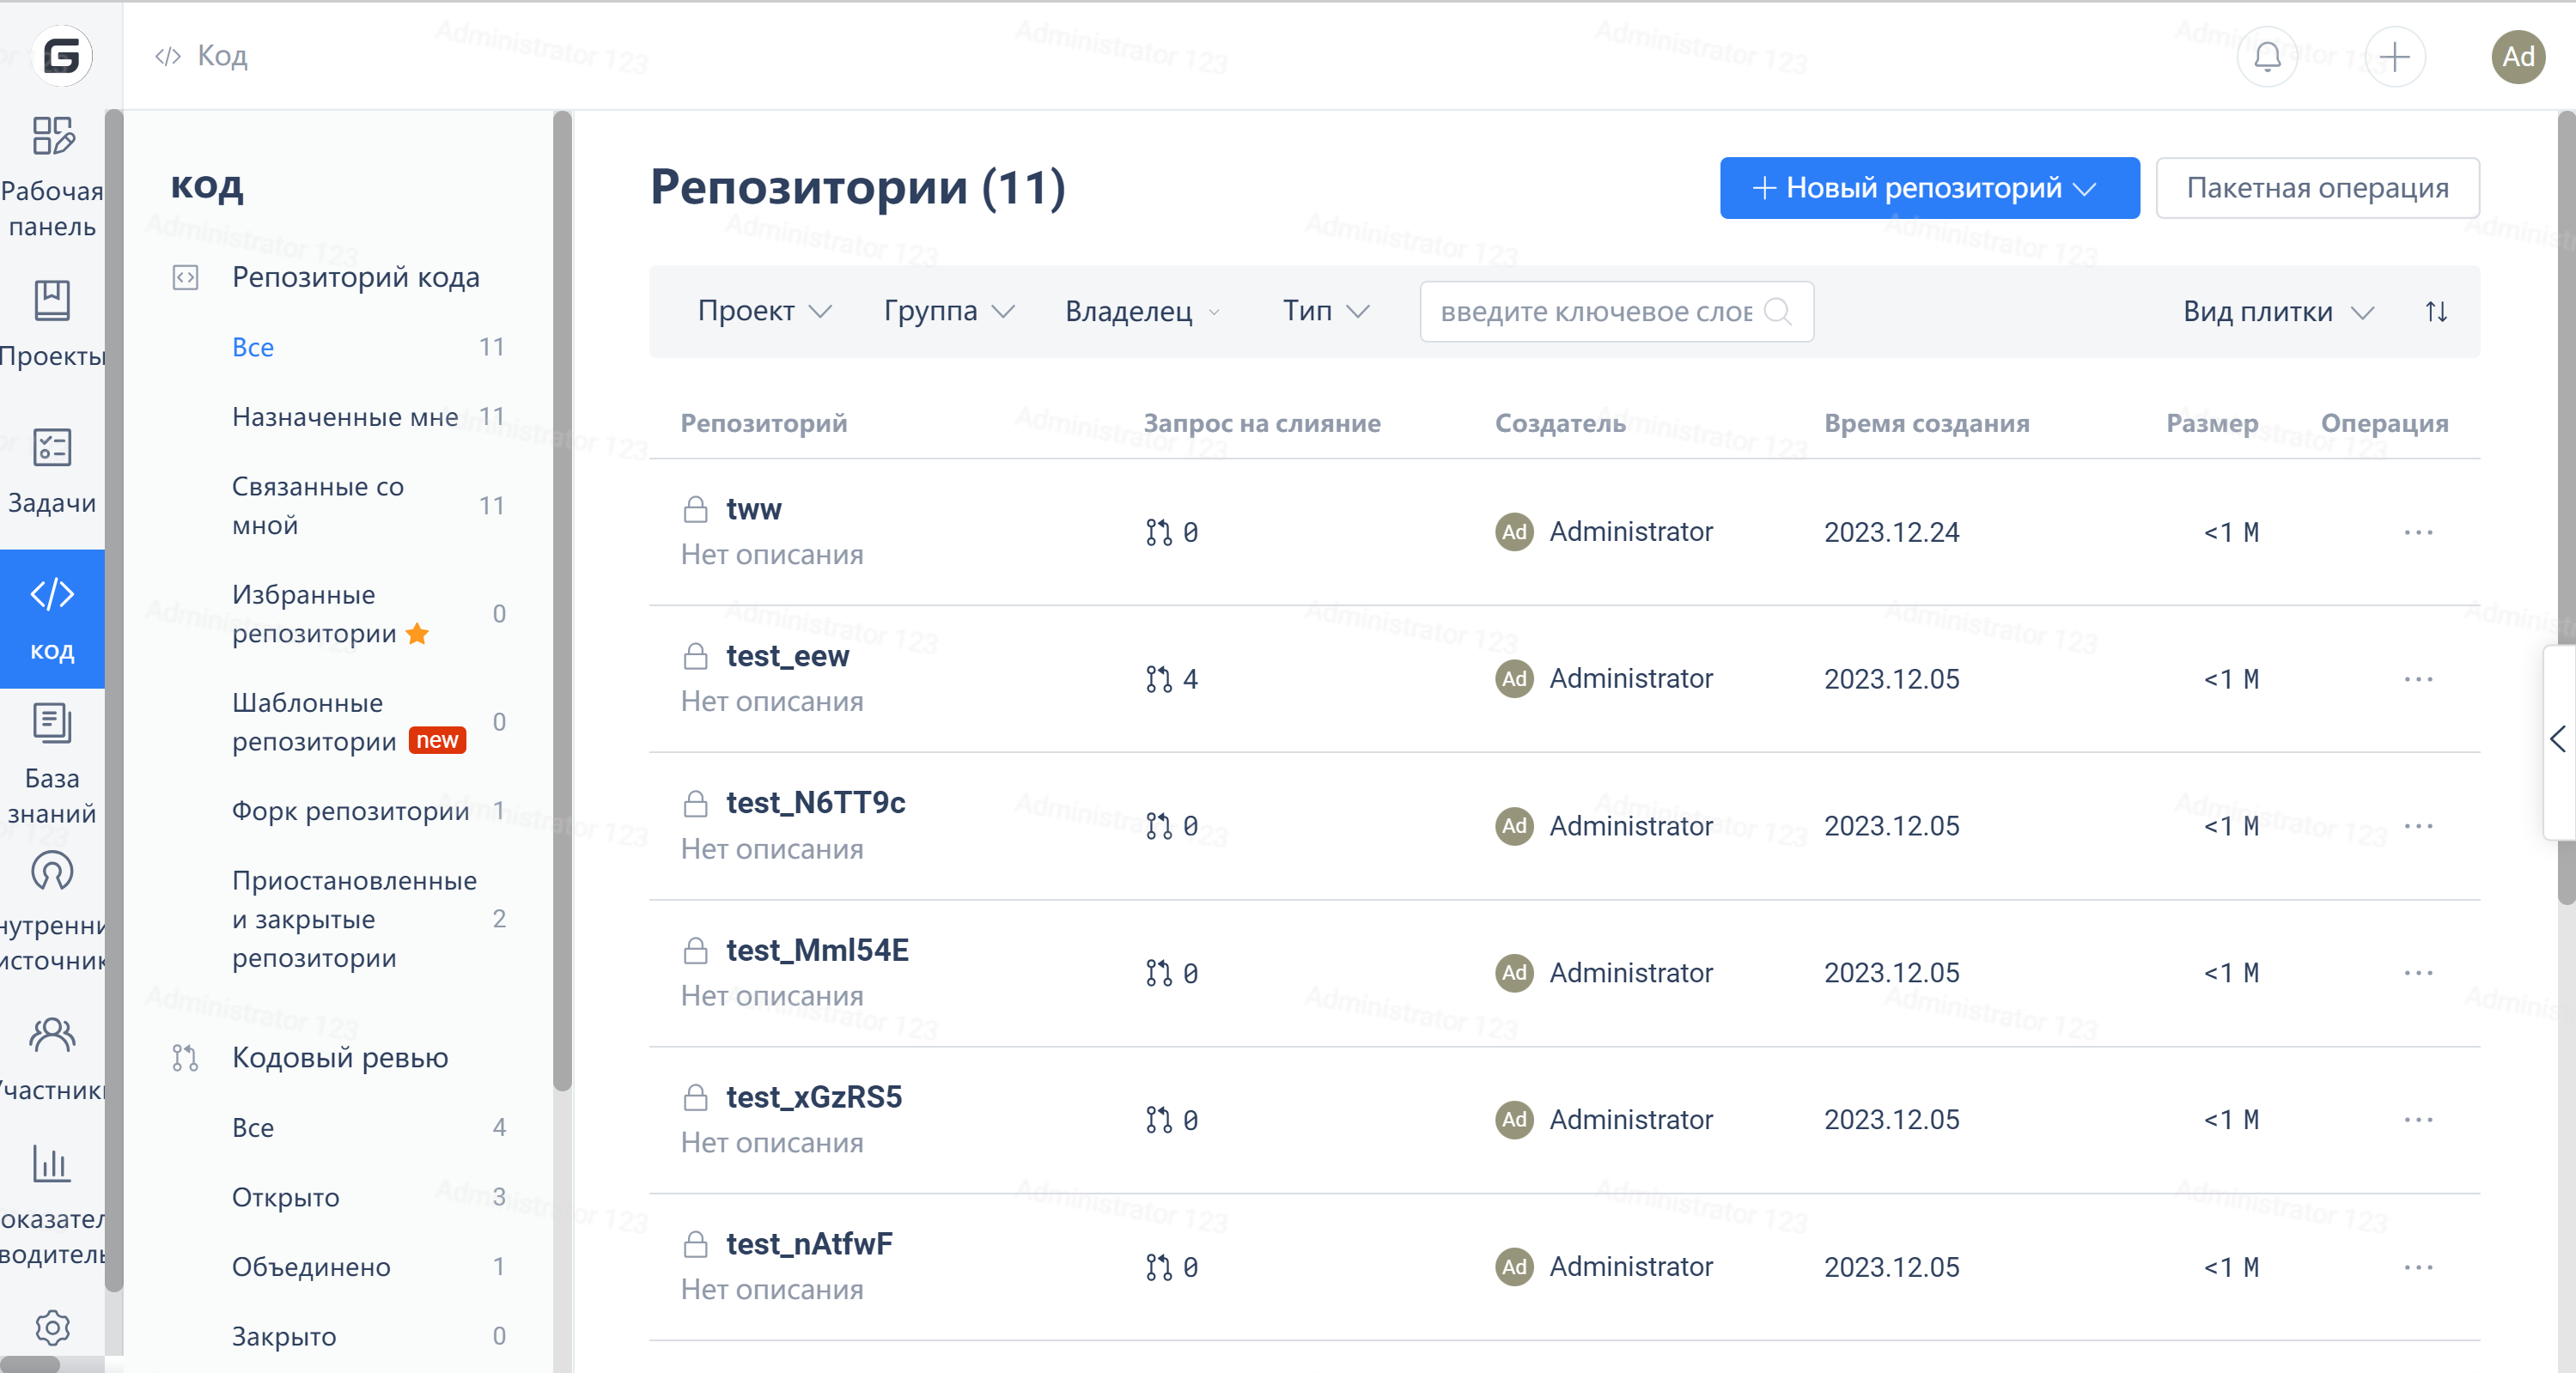 Код
Ad
Рабочая
панель
Проекты
Задачи
код
База
знаний
нутренни
источник
Участники
оказател
водитель
код
Репозиторий кода
Все 11
Назначенные мне 11
Связанные со
мной 11
Избранные
репозитории 0
Шаблонные
репозитории new 0
Форк репозитории 1
Приостановленные
и закрытые 2
репозитории
Кодовый ревью
Все 4
Открыто 3
Объединено 1
Закрыто 0
Репозитории (11)
Новый репозиторий
Пакетная операция
Проект Группа Владелец Тип введите ключевое слов Вид плитки
Репозиторий Запрос на слияние Создатель Время создания Размер Операция
tww
Нет описания
0 Ad Administrator 2023.12.24 <1 M ...
test_eew
Нет описания
4 Ad Administrator 2023.12.05 <1 M ...
test_N6TT9c
Нет описания
0 Ad Administrator 2023.12.05 <1 M ...
test_Mml54E
Нет описания
0 Ad Administrator 2023.12.05 <1 M ...
test_xGzRS5
Нет описания
0 Ad Administrator 2023.12.05 <1 M ...
test_nAtfwF
Нет описания
0 Ad Administrator 2023.12.05 <1 M ...
Administrator 123